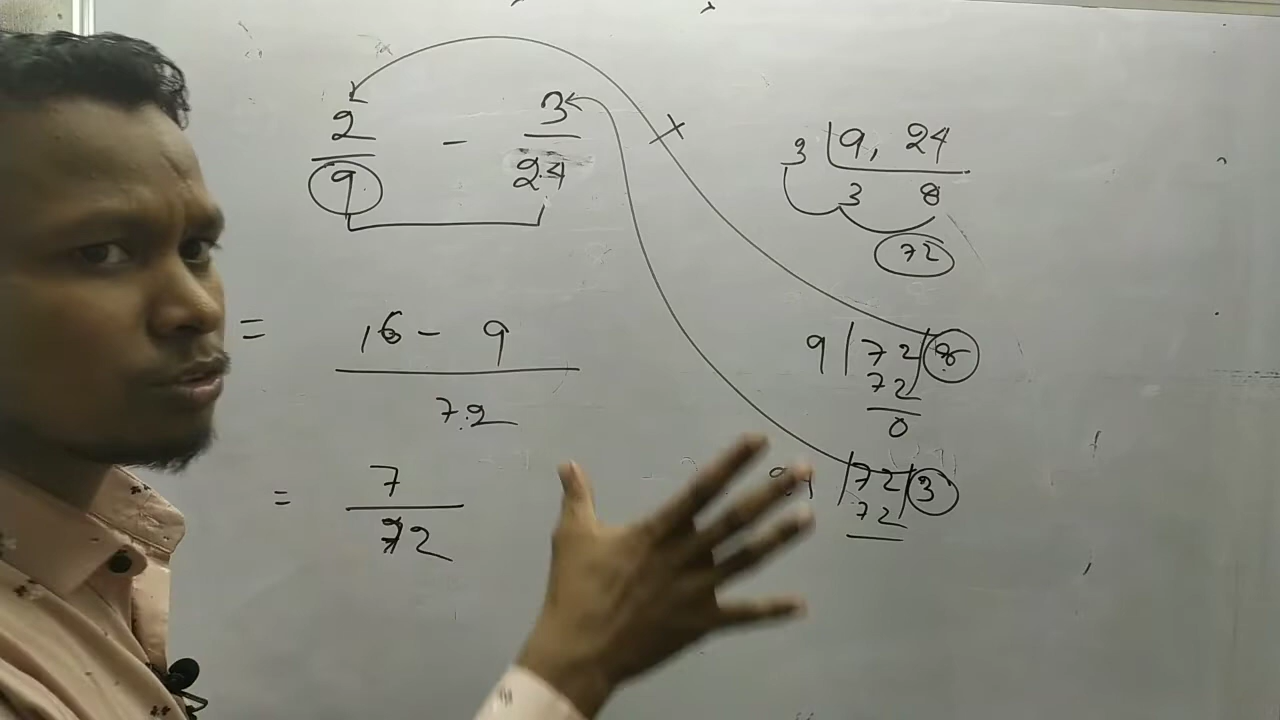 2/9 - 3/24
= 16 - 9 / 72
= 7/72
3 | 9, 24
3 8
72
9 | 72 | 8
72
0
72 | 3
72